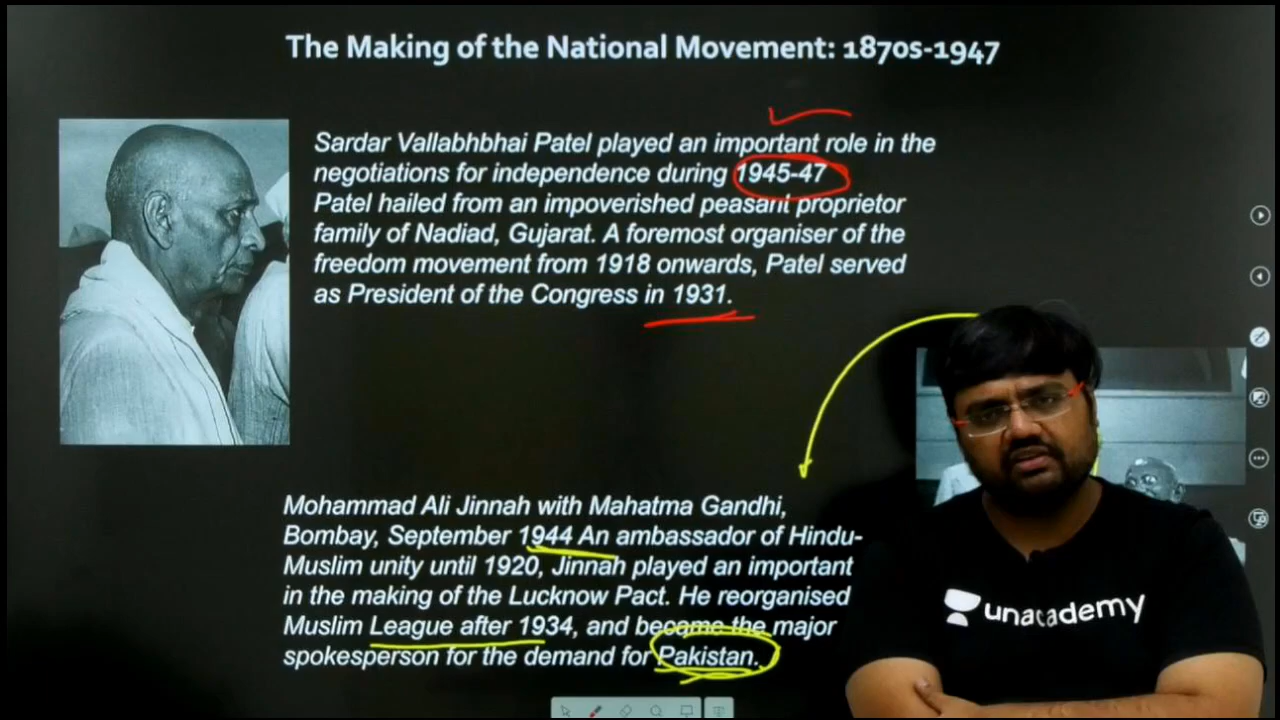 The Making of the National Movement: 1870s-1947
Sardar Vallabhbhai Patel played an important role in the
negotiations for independence during 1945-47
Patel hailed from an impoverished peasant proprietor
family of Nadiad, Gujarat. A foremost organiser of the
freedom movement from 1918 onwards, Patel served
as President of the Congress in 1931.
Mohammad Ali Jinnah with Mahatma Gandhi,
Bombay, September 1944 An ambassador of Hindu-
Muslim unity until 1920, Jinnah played an important
in the making of the Lucknow Pact. He reorganised
Muslim League after 1934, and became the major
spokesperson for the demand for Pakistan.
unacademy